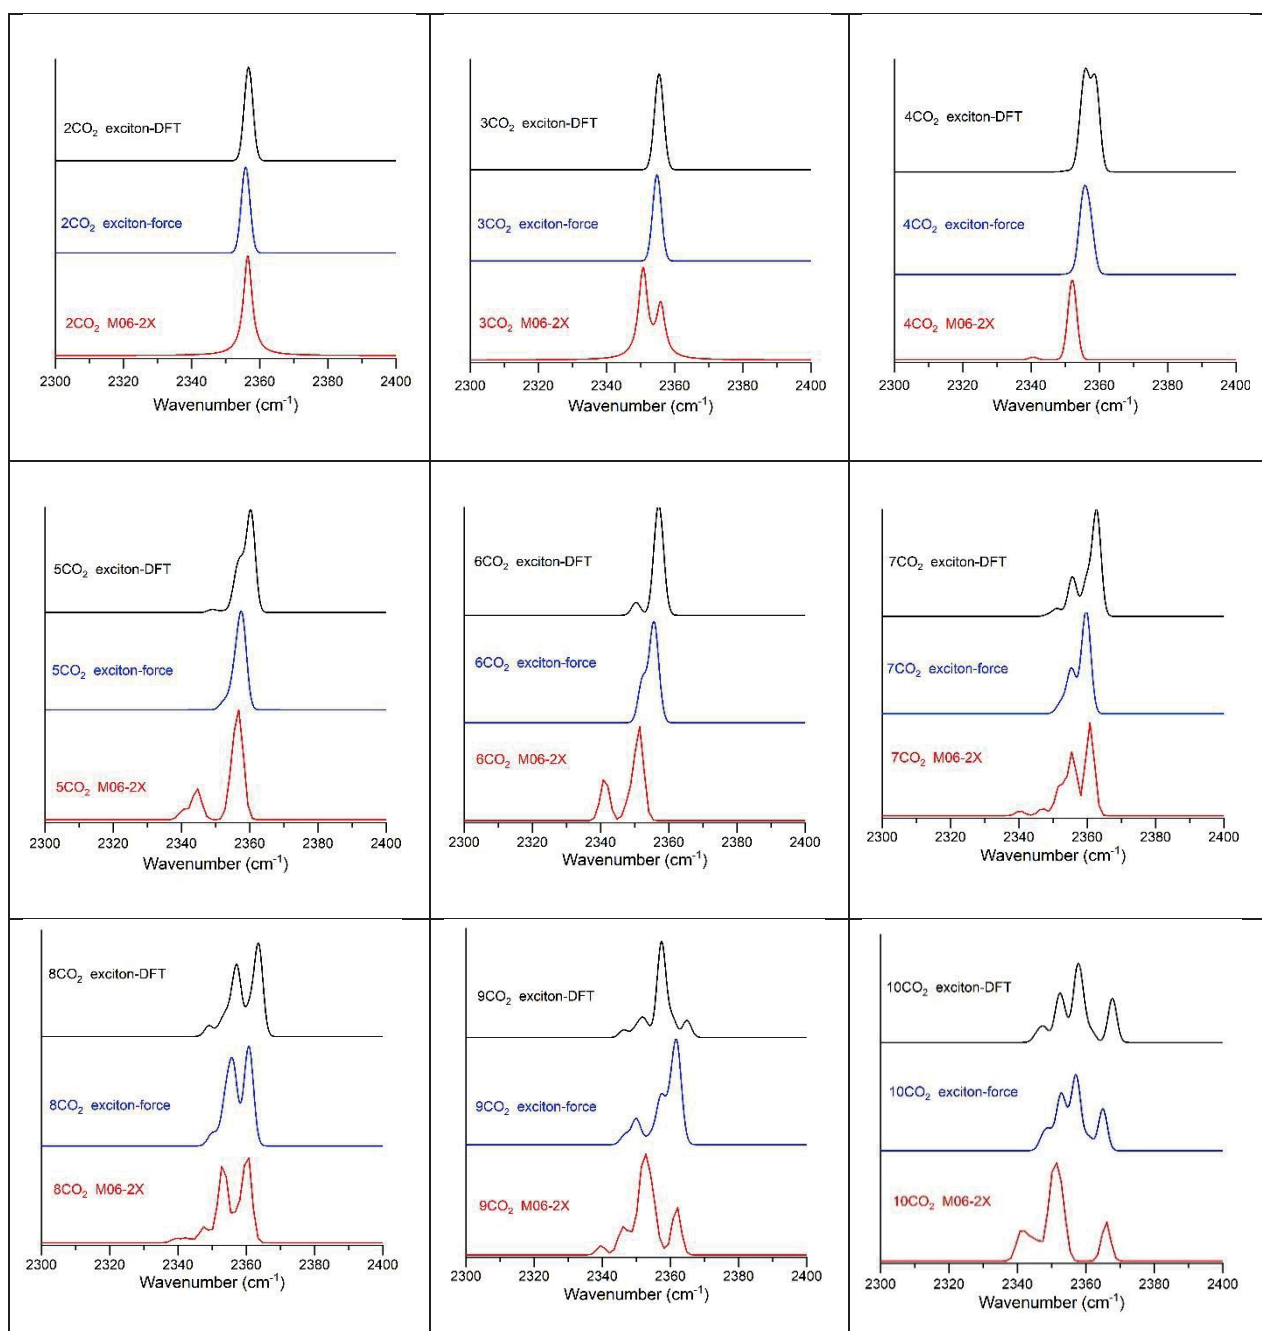 2CO₂ exciton-DFT
2CO₂ exciton-force
2CO₂ M06-2X
2300 2320 2340 2360 2380 2400
Wavenumber (cm⁻¹)
3CO₂ exciton-DFT
3CO₂ exciton-force
3CO₂ M06-2X
2300 2320 2340 2360 2380 2400
Wavenumber (cm⁻¹)
4CO₂ exciton-DFT
4CO₂ exciton-force
4CO₂ M06-2X
2300 2320 2340 2360 2380 2400
Wavenumber (cm⁻¹)
5CO₂ exciton-DFT
5CO₂ exciton-force
5CO₂ M06-2X
2300 2320 2340 2360 2380 2400
Wavenumber (cm⁻¹)
6CO₂ exciton-DFT
6CO₂ exciton-force
6CO₂ M06-2X
2300 2320 2340 2360 2380 2400
Wavenumber (cm⁻¹)
7CO₂ exciton-DFT
7CO₂ exciton-force
7CO₂ M06-2X
2300 2320 2340 2360 2380 2400
Wavenumber (cm⁻¹)
8CO₂ exciton-DFT
8CO₂ exciton-force
8CO₂ M06-2X
2300 2320 2340 2360 2380 2400
Wavenumber (cm⁻¹)
9CO₂ exciton-DFT
9CO₂ exciton-force
9CO₂ M06-2X
2300 2320 2340 2360 2380 2400
Wavenumber (cm⁻¹)
10CO₂ exciton-DFT
10CO₂ exciton-force
10CO₂ M06-2X
2300 2320 2340 2360 2380 2400
Wavenumber (cm⁻¹)